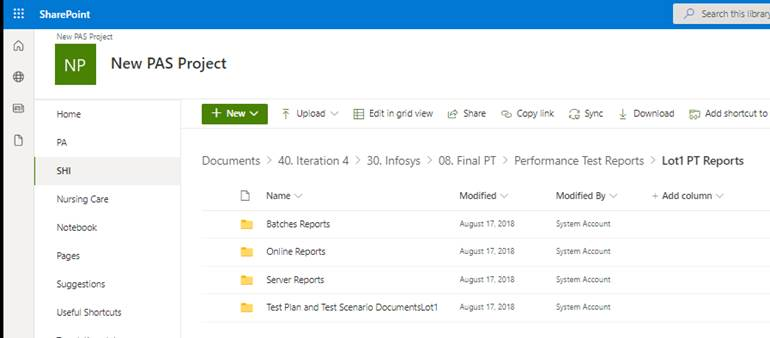 SharePoint
Search this library
New PAS Project
NP
New PAS Project
Home
PA
SHI
Nursing Care
Notebook
Pages
Suggestions
Useful Shortcuts
New
Upload
Edit in grid view
Share
Copy link
Sync
Download
Add shortcut to
Documents > 40. Iteration 4 > 30. Infosys > 08. Final PT > Performance Test Reports > Lot1 PT Reports
Name Modified Modified By + Add column
Batches Reports August 17, 2018 System Account
Online Reports August 17, 2018 System Account
Server Reports August 17, 2018 System Account
Test Plan and Test Scenario DocumentsLot1 August 17, 2018 System Account